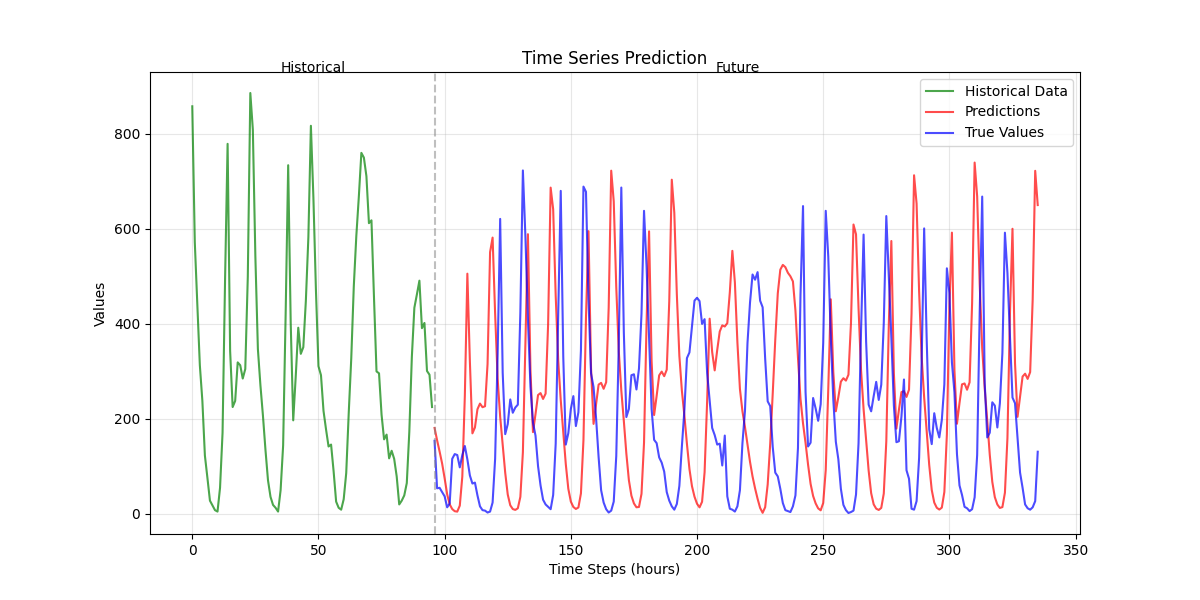 Time Series Prediction
Historical
Future
Historical Data
Predictions
True Values
Values
800
600
400
200
0
0
50
100
150
200
250
300
350
Time Steps (hours)